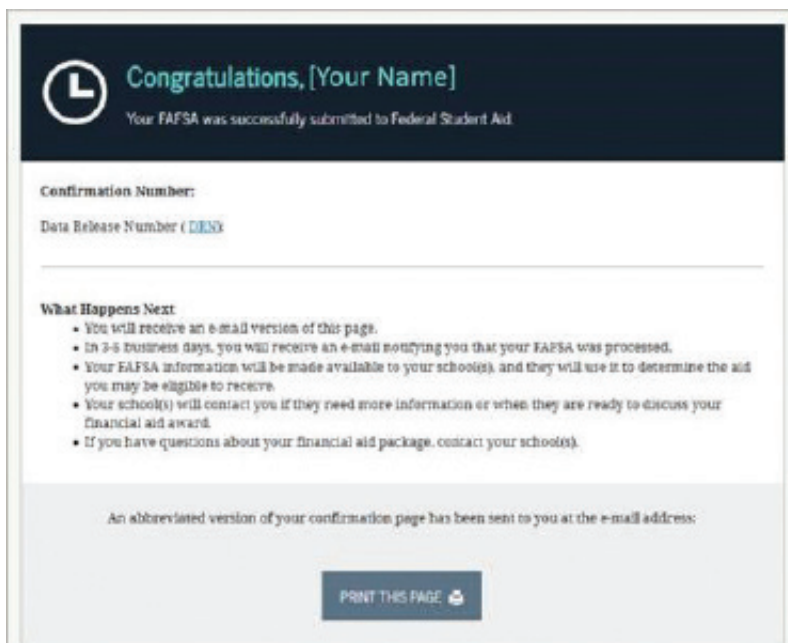 Congratulations, [Your Name]
Your FAFSA was successfully submitted to Federal Student Aid
Confirmation Number:
Data Release Number ( DRN):
What Happens Next
• You will receive an e-mail version of this page.
• In 3-5 business days, you will receive an e-mail notifying you that your FAFSA was processed.
• Your FAFSA information will be made available to your school(s), and they will use it to determine the aid
you may be eligible to receive.
• Your school(s) will contact you if they need more information or when they are ready to discuss your
financial aid award.
• If you have questions about your financial aid package, contact your school(s).
An abbreviated version of your confirmation page has been sent to you at the e-mail address:
PRINT THIS PAGE